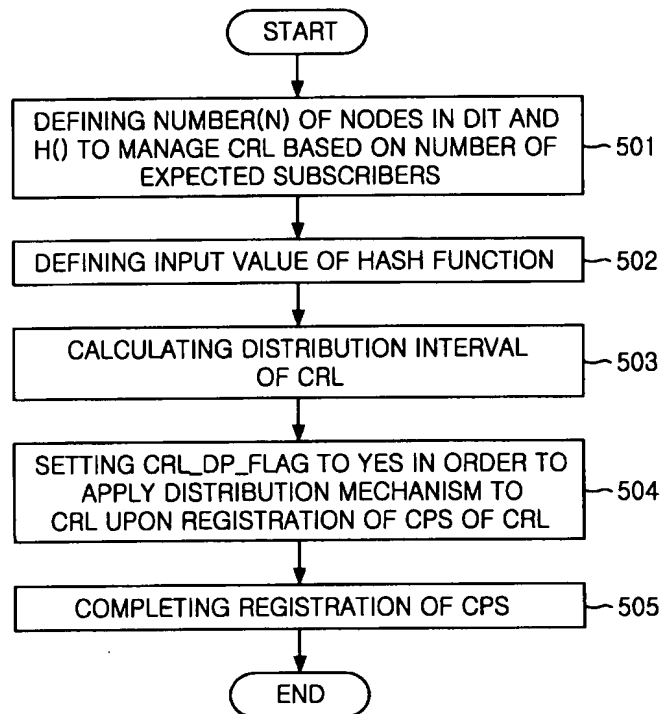 START
DEFINING NUMBER(N) OF NODES IN DIT AND
H() TO MANAGE CRL BASED ON NUMBER OF
EXPECTED SUBSCRIBERS
501
DEFINING INPUT VALUE OF HASH FUNCTION
502
CALCULATING DISTRIBUTION INTERVAL
OF CRL
503
SETTING CRL_DP_FLAG TO YES IN ORDER TO
APPLY DISTRIBUTION MECHANISM TO
CRL UPON REGISTRATION OF CPS OF CRL
504
COMPLETING REGISTRATION OF CPS
505
END